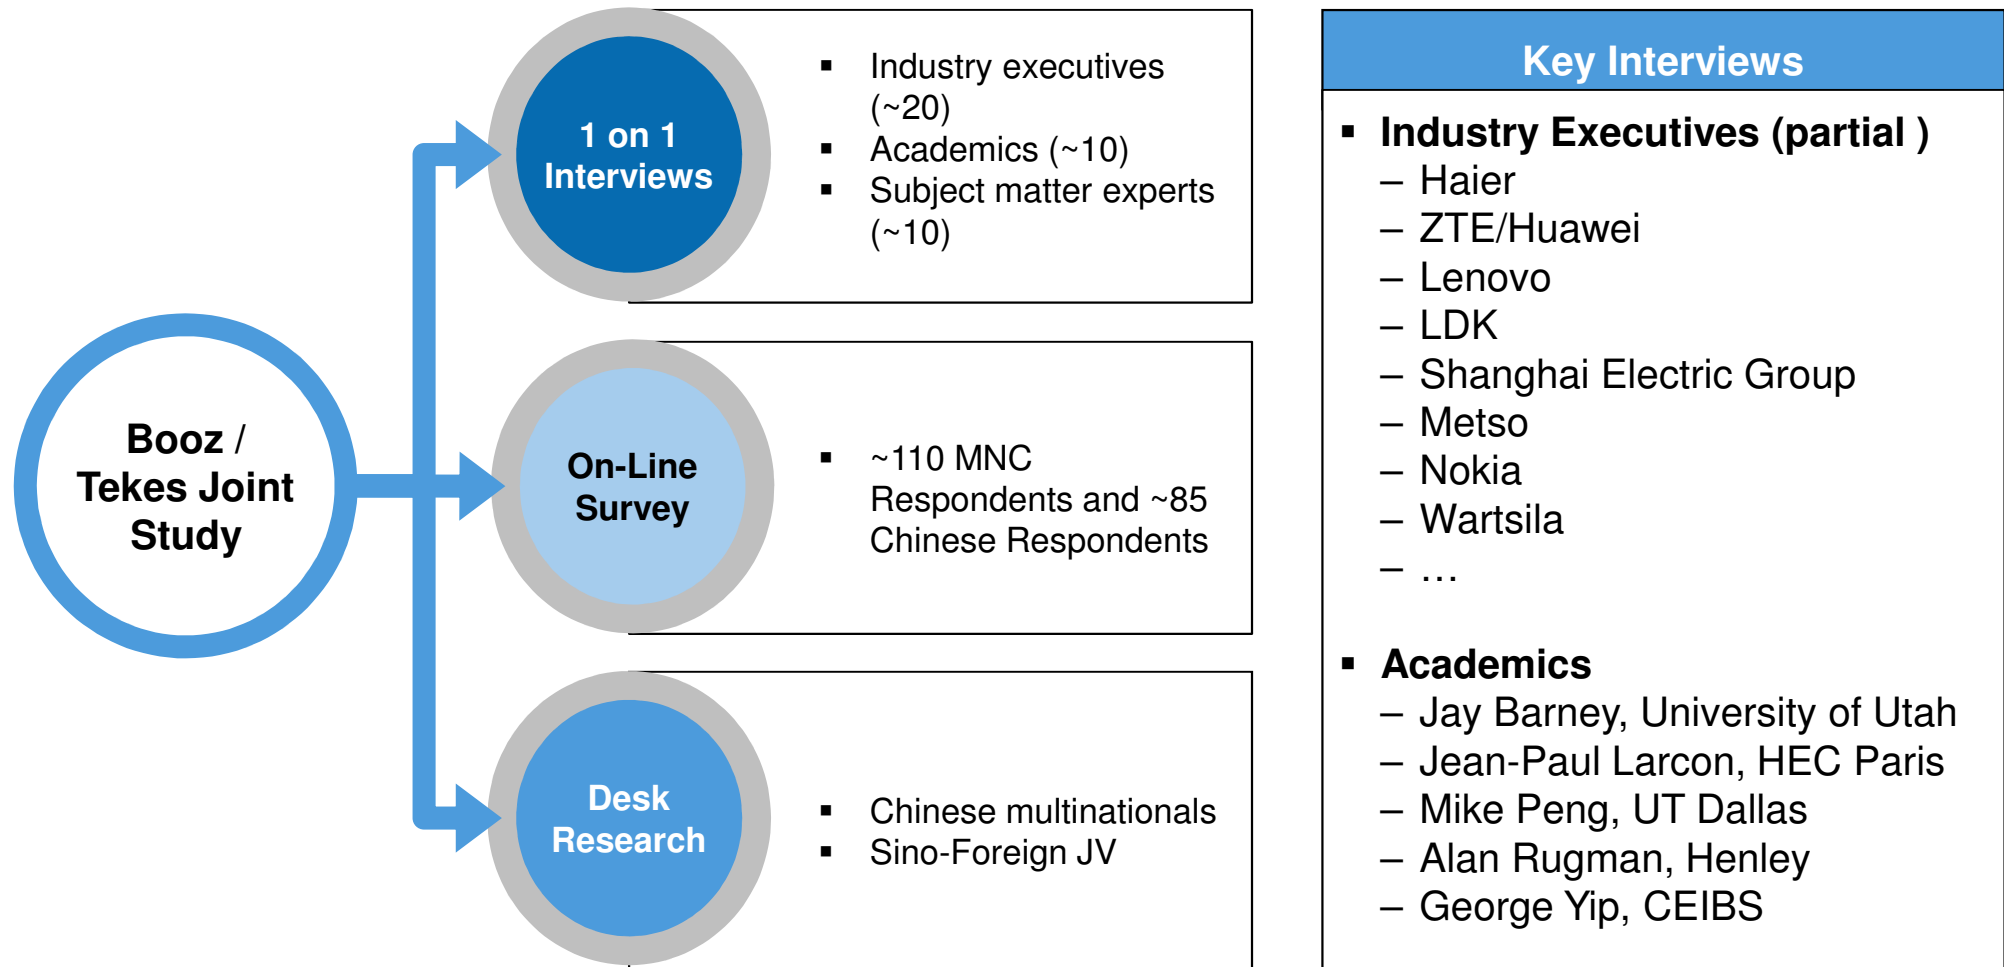 Booz /
Tekes Joint
Study
1 on 1
Interviews
▪ Industry executives
(~20)
▪ Academics (~10)
▪ Subject matter experts
(~10)
On-Line
Survey
▪ ~110 MNC
Respondents and ~85
Chinese Respondents
Desk
Research
▪ Chinese multinationals
▪ Sino-Foreign JV
Key Interviews
▪ Industry Executives (partial )
– Haier
– ZTE/Huawei
– Lenovo
– LDK
– Shanghai Electric Group
– Metso
– Nokia
– Wartsila
– …
▪ Academics
– Jay Barney, University of Utah
– Jean-Paul Larcon, HEC Paris
– Mike Peng, UT Dallas
– Alan Rugman, Henley
– George Yip, CEIBS